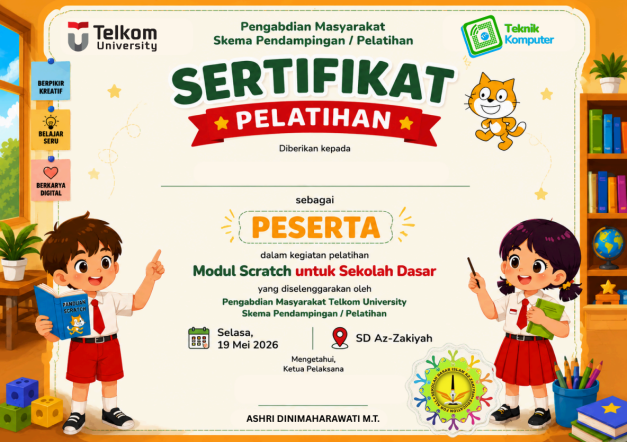 Telkom
University
Pengabdian Masyarakat
Skema Pendampingan / Pelatihan
Teknik
Komputer
SERTIFIKAT
PELATIHAN
BERPIKIR
KREATIF
BELAJAR
SERU
BERKARYA
DIGITAL
Diberikan kepada
sebagai
PESERTA
dalam kegiatan pelatihan
Modul Scratch untuk Sekolah Dasar
yang diselenggarakan oleh
Pengabdian Masyarakat Telkom University
Skema Pendampingan / Pelatihan
PANDUAN
SCRATCH
Selasa,
19 Mei 2026
SD Az-Zakiyah
Mengetahui,
Ketua Pelaksana
ASHRI DINIMAHARAWATI M.T.